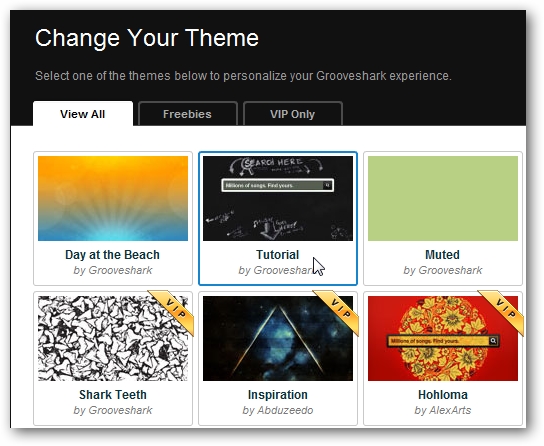 Change Your Theme
Select one of the themes below to personalize your Grooveshark experience.
View All
Freebies
VIP Only
SEARCH HERE
Millions of songs. Find yours.
Day at the Beach
by Grooveshark
Tutorial
by Grooveshark
Muted
by Grooveshark
VIP
VIP
VIP
Millions of songs. Find yours.
Shark Teeth
by Grooveshark
Inspiration
by Abduzeedo
Hohloma
by AlexArts